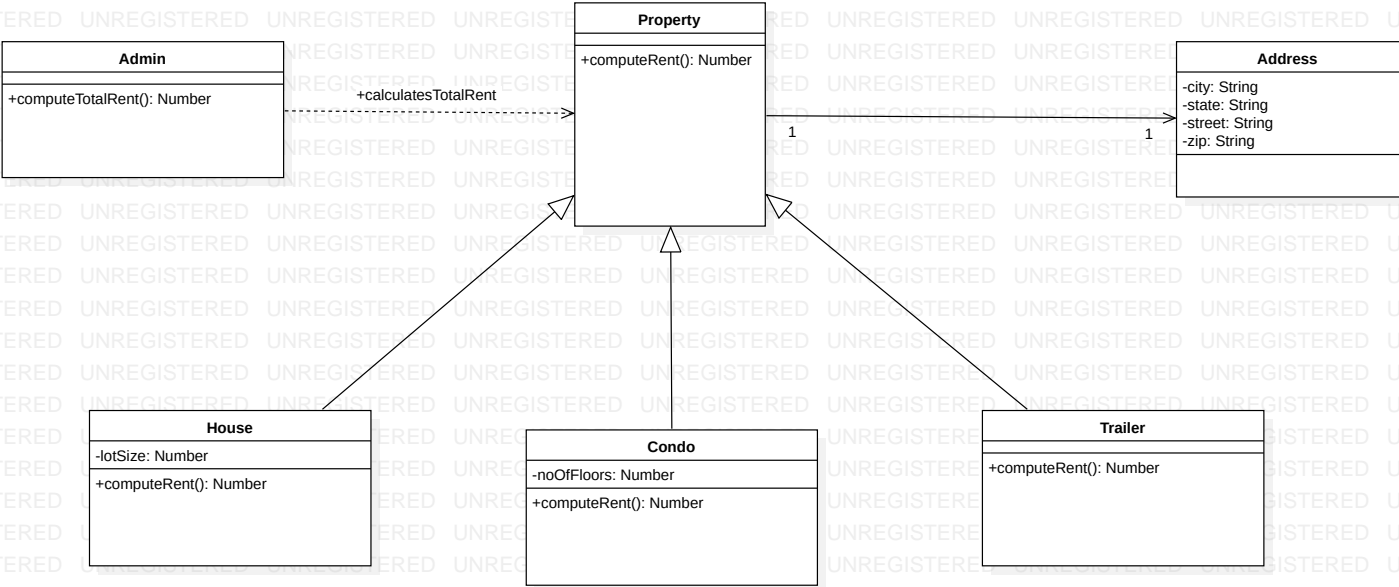 Property
+computeRent(): Number
Admin
+computeTotalRent(): Number
+calculatesTotalRent
1
1
Address
-city: String
-state: String
-street: String
-zip: String
House
-lotSize: Number
+computeRent(): Number
Condo
-noOfFloors: Number
+computeRent(): Number
Trailer
+computeRent(): Number
UNREGISTERED